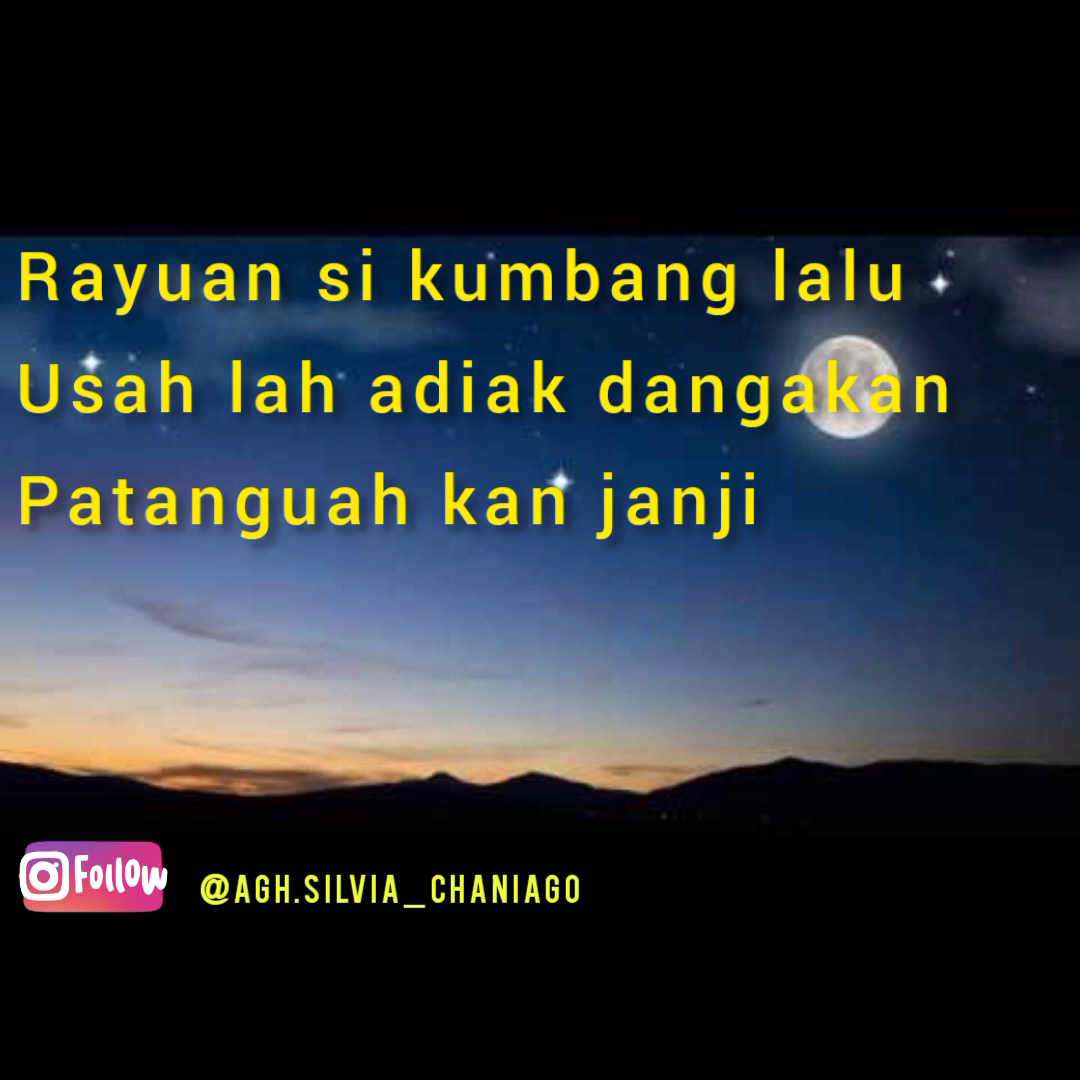 Rayuan si kumbang lalu
Usah lah adiak dangakan
Patanguah kan janji
Follow @AGH.SILVIA_CHANIAGO